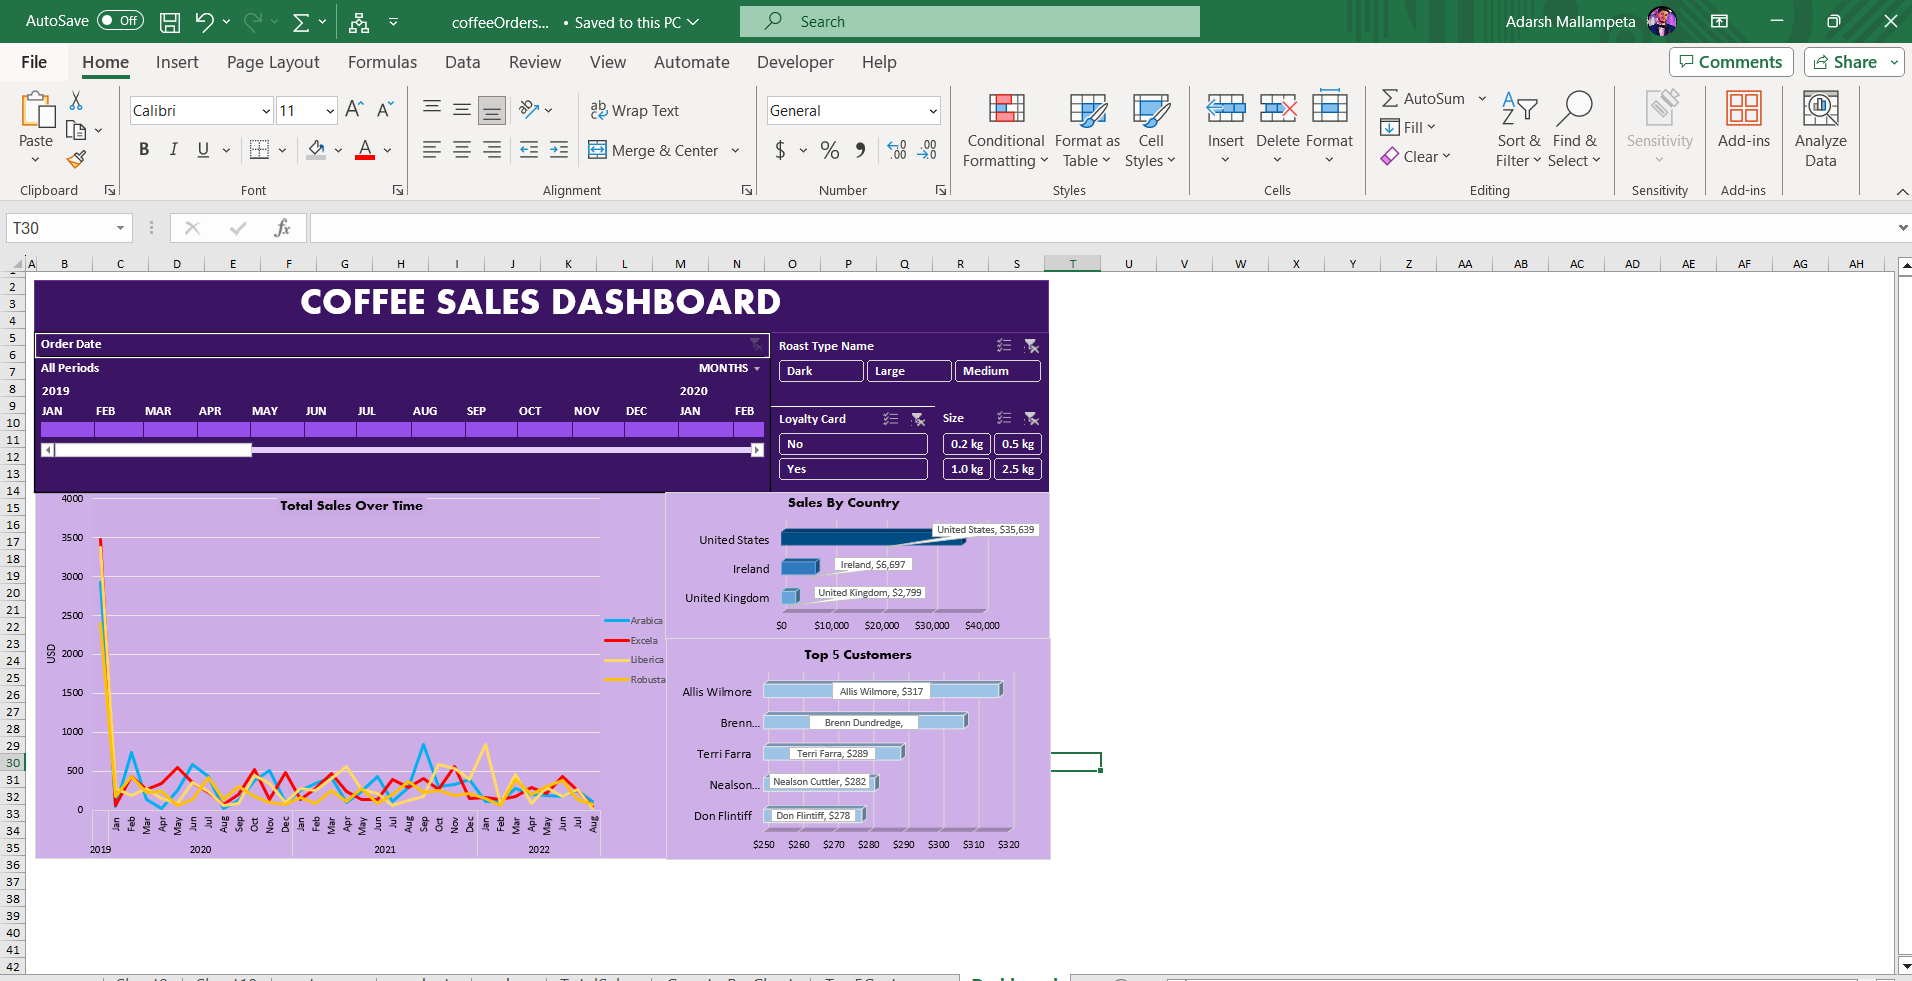 AutoSave Off coffeeOrders... • Saved to this PC Search Adarsh Mallampeta
File Home Insert Page Layout Formulas Data Review View Automate Developer Help Comments Share
Paste
Clipboard
Calibri 11
B I U A
Font
Wrap Text
Merge & Center
Alignment
General
$ % 9
Number
Conditional Formatting
Format as Table
Cell Styles
Styles
Insert Delete Format
Cells
AutoSum
Fill
Clear
Sort & Filter
Find & Select
Editing
Sensitivity
Sensitivity
Add-ins
Add-ins
Analyze Data
T30 fx
A B C D E F G H I J K L M N O P Q R S T U V W X Y Z AA AB AC AD AE AF AG AH
1
2
3
4
5
6
7
8
9
10
11
12
13
14
15
16
17
18
19
20
21
22
23
24
25
26
27
28
29
30
31
32
33
34
35
36
37
38
39
40
41
42
COFFEE SALES DASHBOARD
Order Date
All Periods MONTHS
2019 2020
JAN FEB MAR APR MAY JUN JUL AUG SEP OCT NOV DEC JAN FEB
Roast Type Name
Dark Large Medium
Loyalty Card
No
Yes
Size
0.2 kg 0.5 kg
1.0 kg 2.5 kg
Total Sales Over Time
4000
3500
3000
2500
2000
1500
1000
500
0
USD
Jan Feb Mar Apr May Jun Jul Aug Sep Oct Nov Dec Jan Feb Mar Apr May Jun Jul Aug Sep Oct Nov Dec Jan Feb Mar Apr May Jun Jul Aug
2019 2020 2021 2022
Arabica
Excela
Liberica
Robusta
Sales By Country
United States United States, $35,639
Ireland Ireland, $6,697
United Kingdom United Kingdom, $2,799
$0 $10,000 $20,000 $30,000 $40,000
Top 5 Customers
Allis Wilmore Allis Wilmore, $317
Brenn... Brenn Dundredge,
Terri Farra Terri Farra, $289
Nealson... Nealson Cuttler, $282
Don Flintiff Don Flintiff, $278
$250 $260 $270 $280 $290 $300 $310 $320
Dashboard